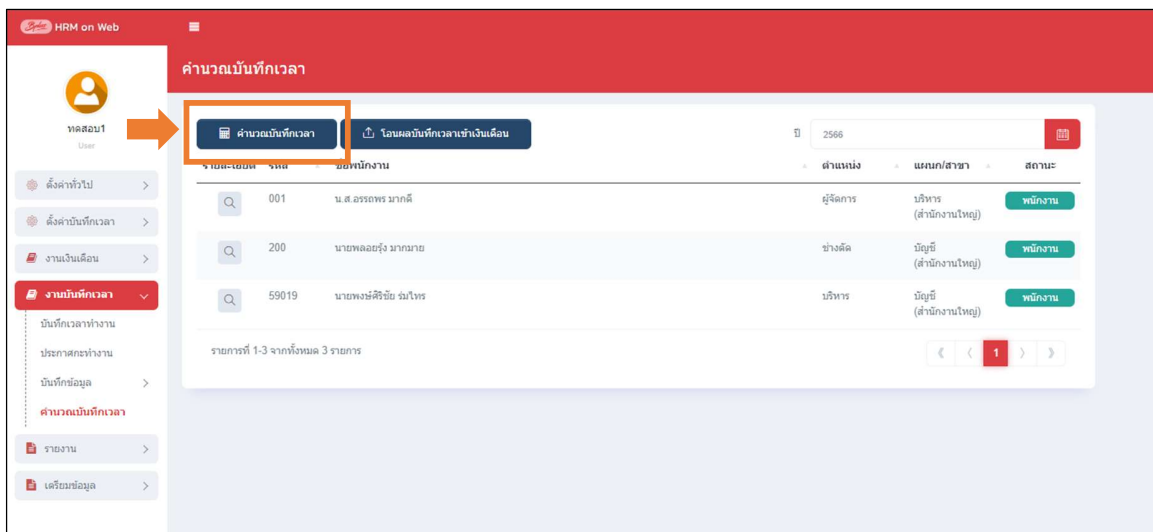 HRM on Web
คำนวณบันทึกเวลา
ทดสอบ1
User
คำนวณบันทึกเวลา
โอนผลบันทึกเวลาเข้าเงินเดือน
ปี
2566
รายละเอียด
รหัส
ชื่อพนักงาน
ตำแหน่ง
แผนก/สาขา
สถานะ
001
น.ส.อรรถพร มากดี
ผู้จัดการ
บริหาร
(สำนักงานใหญ่)
พนักงาน
200
นายพลอยรุ้ง มากมาย
ช่างตัด
บัญชี
(สำนักงานใหญ่)
พนักงาน
59019
นายพงษ์ศิริชัย ร่มไทร
บริหาร
บัญชี
(สำนักงานใหญ่)
พนักงาน
รายการที่ 1-3 จากทั้งหมด 3 รายการ
1
ตั้งค่าทั่วไป
ตั้งค่าบันทึกเวลา
งานเงินเดือน
งานบันทึกเวลา
บันทึกเวลาทำงาน
ประกาศกะทำงาน
บันทึกข้อมูล
คำนวณบันทึกเวลา
รายงาน
เตรียมข้อมูล